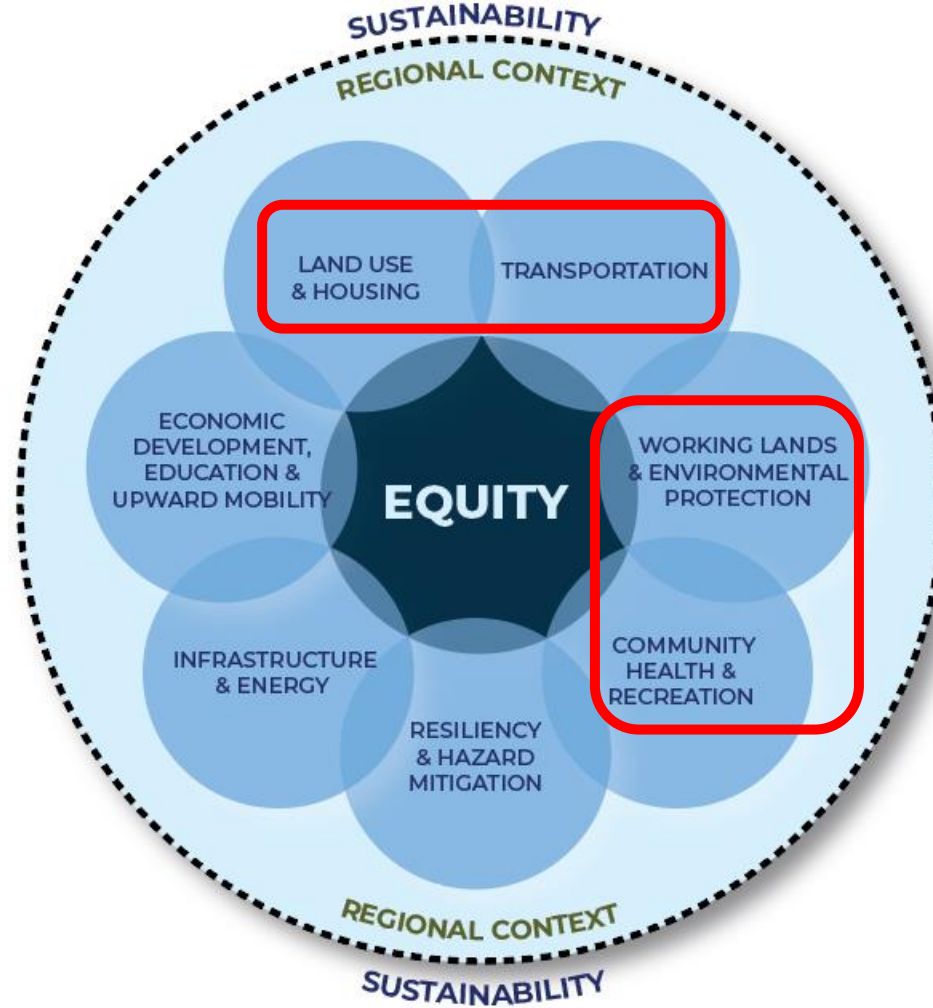 SUSTAINABILITY
REGIONAL CONTEXT
LAND USE
& HOUSING
TRANSPORTATION
ECONOMIC
DEVELOPMENT,
EDUCATION &
UPWARD MOBILITY
EQUITY
WORKING LANDS
& ENVIRONMENTAL
PROTECTION
INFRASTRUCTURE
& ENERGY
COMMUNITY
HEALTH &
RECREATION
RESILIENCY
& HAZARD
MITIGATION
REGIONAL CONTEXT
SUSTAINABILITY